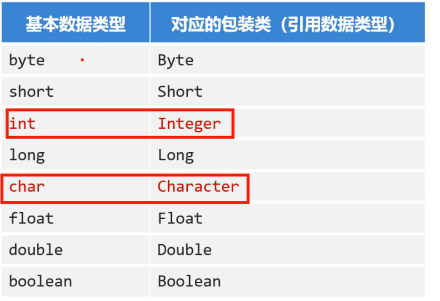 基本数据类型 对应的包装类（引用数据类型）
byte Byte
short Short
int Integer
long Long
char Character
float Float
double Double
boolean Boolean